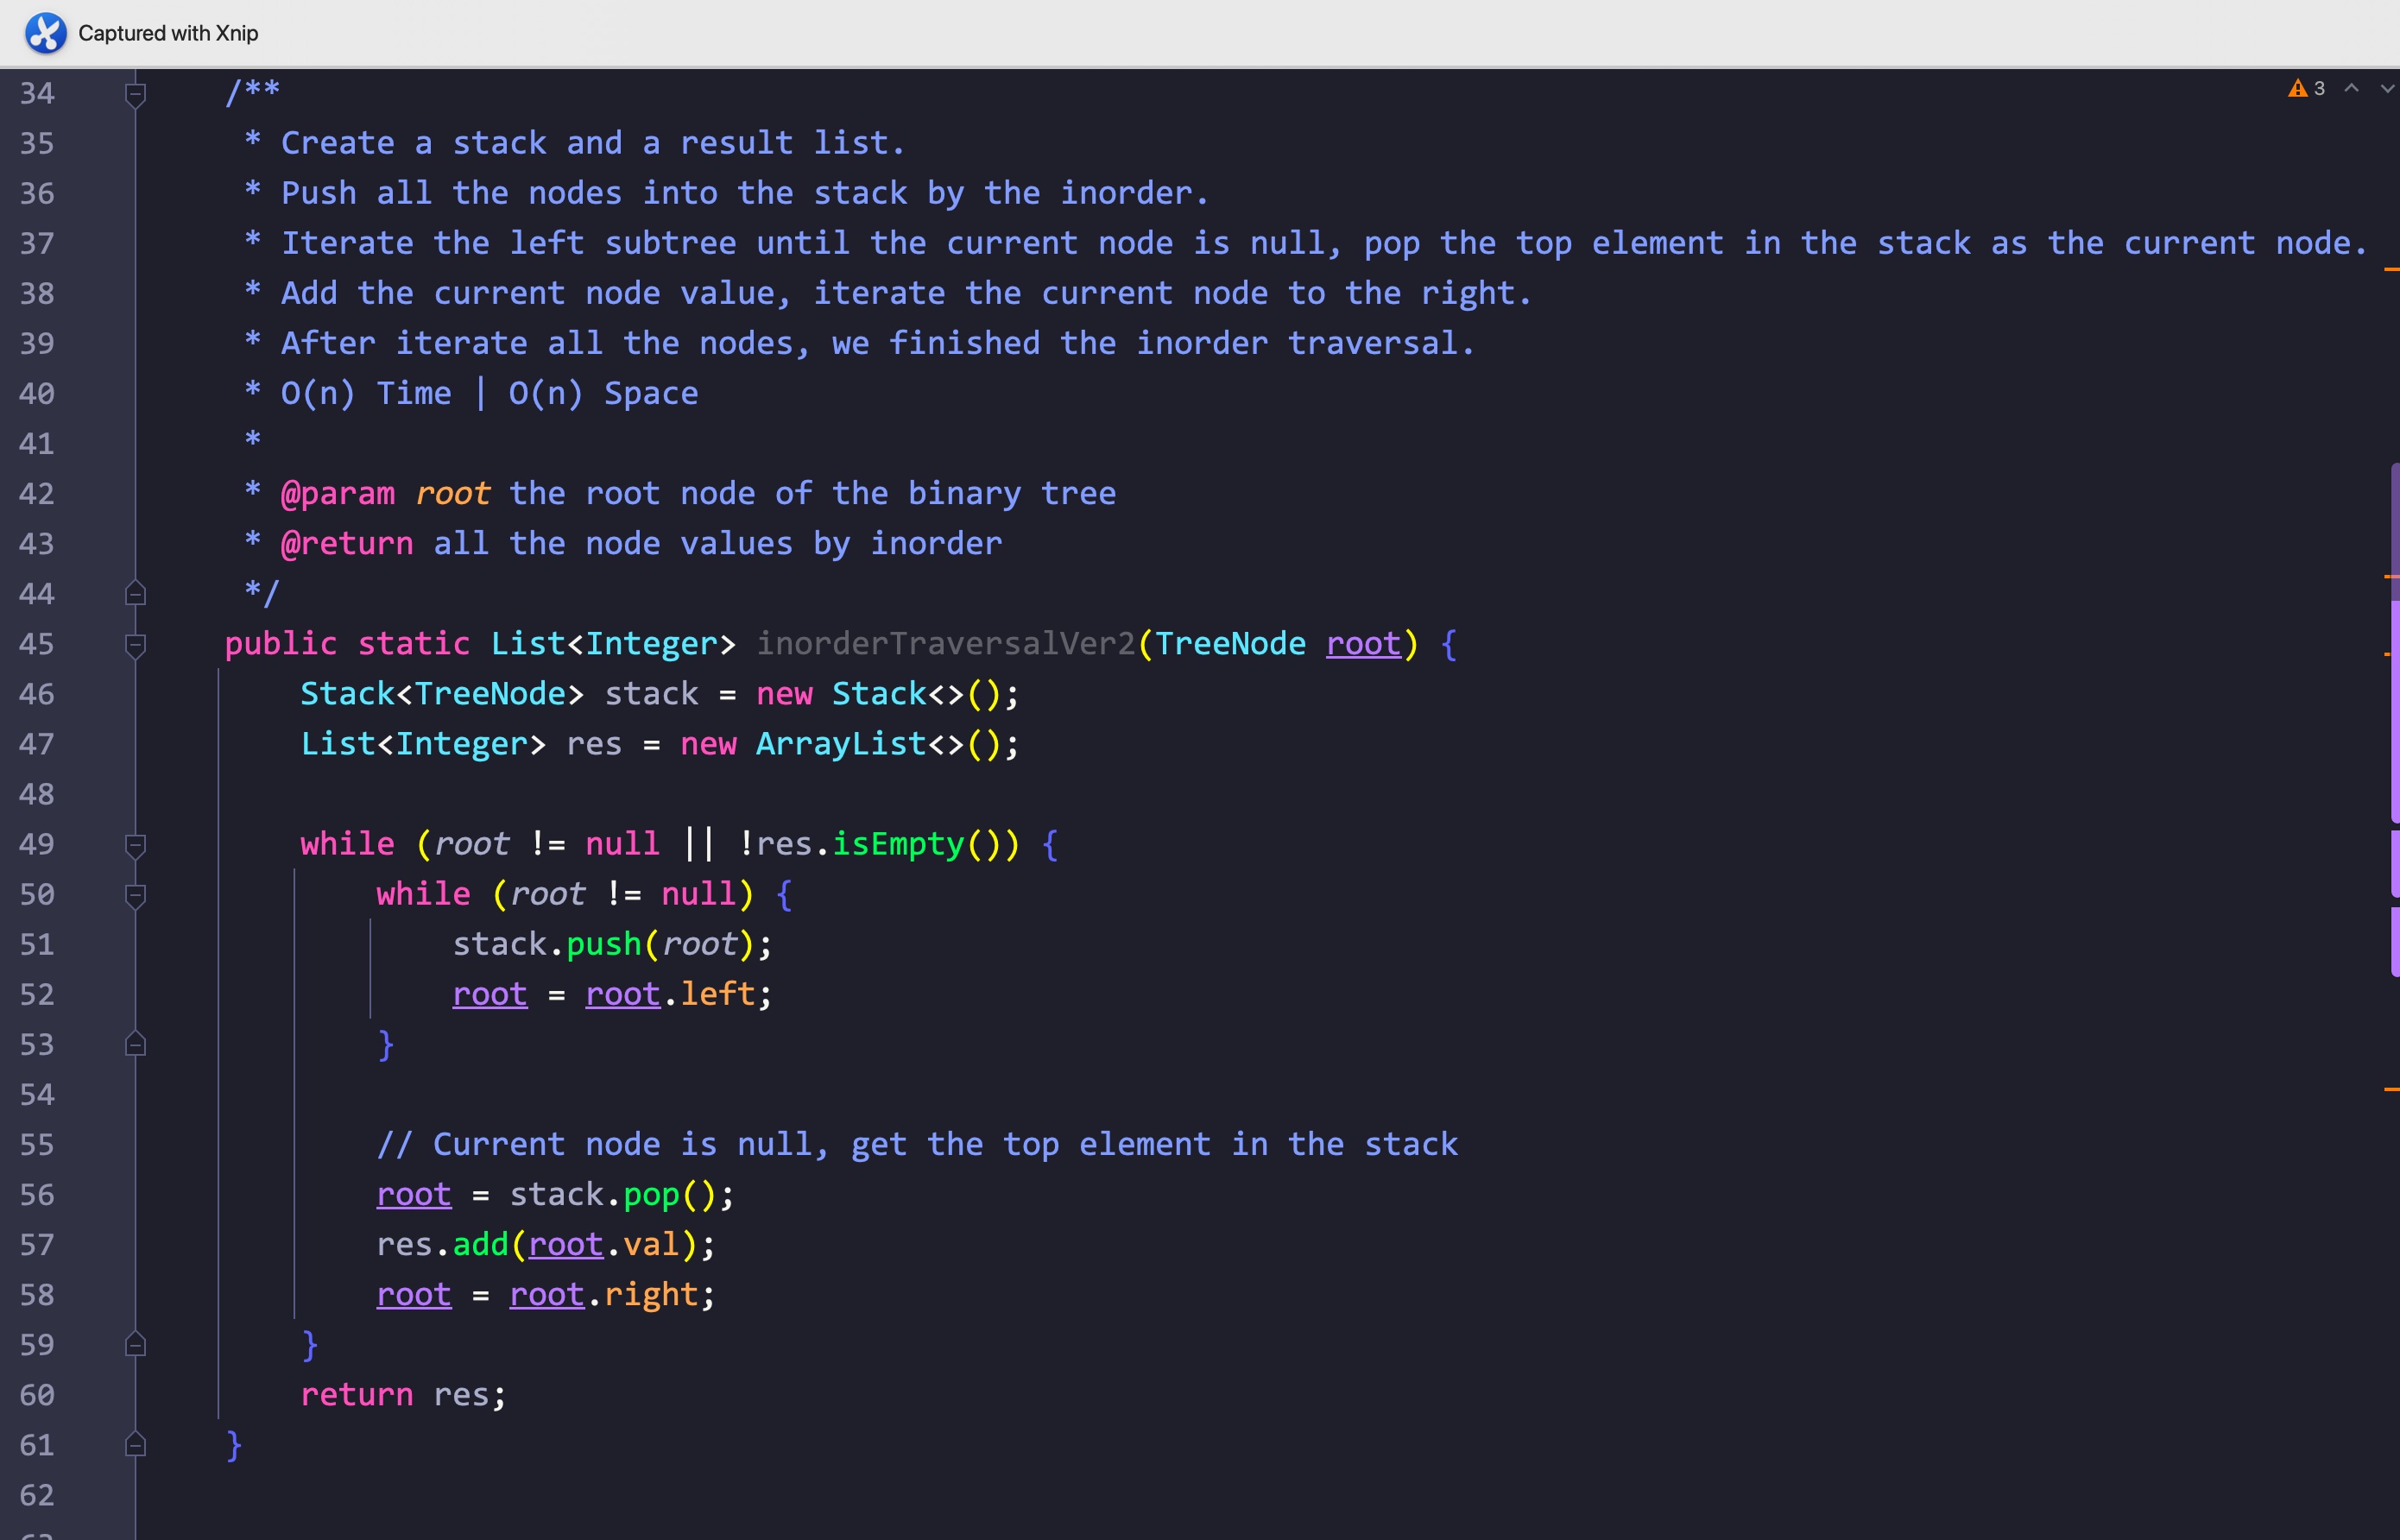 Captured with Xnip
3
34 /**
35 * Create a stack and a result list.
36 * Push all the nodes into the stack by the inorder.
37 * Iterate the left subtree until the current node is null, pop the top element in the stack as the current node.
38 * Add the current node value, iterate the current node to the right.
39 * After iterate all the nodes, we finished the inorder traversal.
40 * O(n) Time | O(n) Space
41 *
42 * @param root the root node of the binary tree
43 * @return all the node values by inorder
44 */
45 public static List<Integer> inorderTraversalVer2(TreeNode root) {
46 Stack<TreeNode> stack = new Stack<>();
47 List<Integer> res = new ArrayList<>();
48
49 while (root != null || !res.isEmpty()) {
50 while (root != null) {
51 stack.push(root);
52 root = root.left;
53 }
54
55 // Current node is null, get the top element in the stack
56 root = stack.pop();
57 res.add(root.val);
58 root = root.right;
59 }
60 return res;
61 }
62